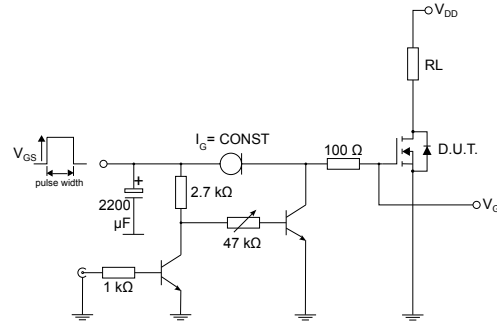 V_DD
RL
I_G = CONST
V_GS
pulse width
+
100 Ω
D.U.T.
2.7 kΩ
2200
μF
47 kΩ
V_G
1 kΩ